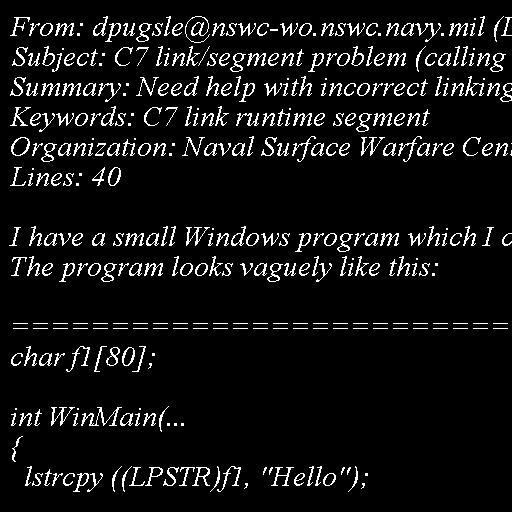 From: dpugsle@nswc-wo.nswc.navy.mil (L
Subject: C7 link/segment problem (calling
Summary: Need help with incorrect linking
Keywords: C7 link runtime segment
Organization: Naval Surface Warfare Cen
Lines: 40
I have a small Windows program which I c
The program looks vaguely like this:
=========================
char f1[80];
int WinMain(...
{
lstrcpy ((LPSTR)f1, "Hello");